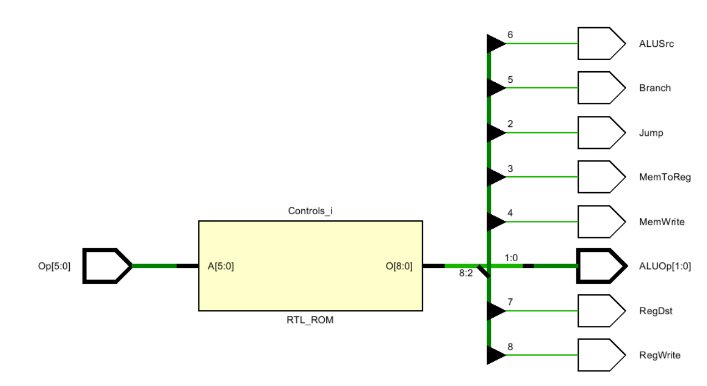 6
ALUSrc
5
Branch
2
Jump
3
MemToReg
Controls_i
4
MemWrite
Op[5:0]
A[5:0]
O[8:0]
8:2
1:0
ALUOp[1:0]
RTL_ROM
7
RegDst
8
RegWrite